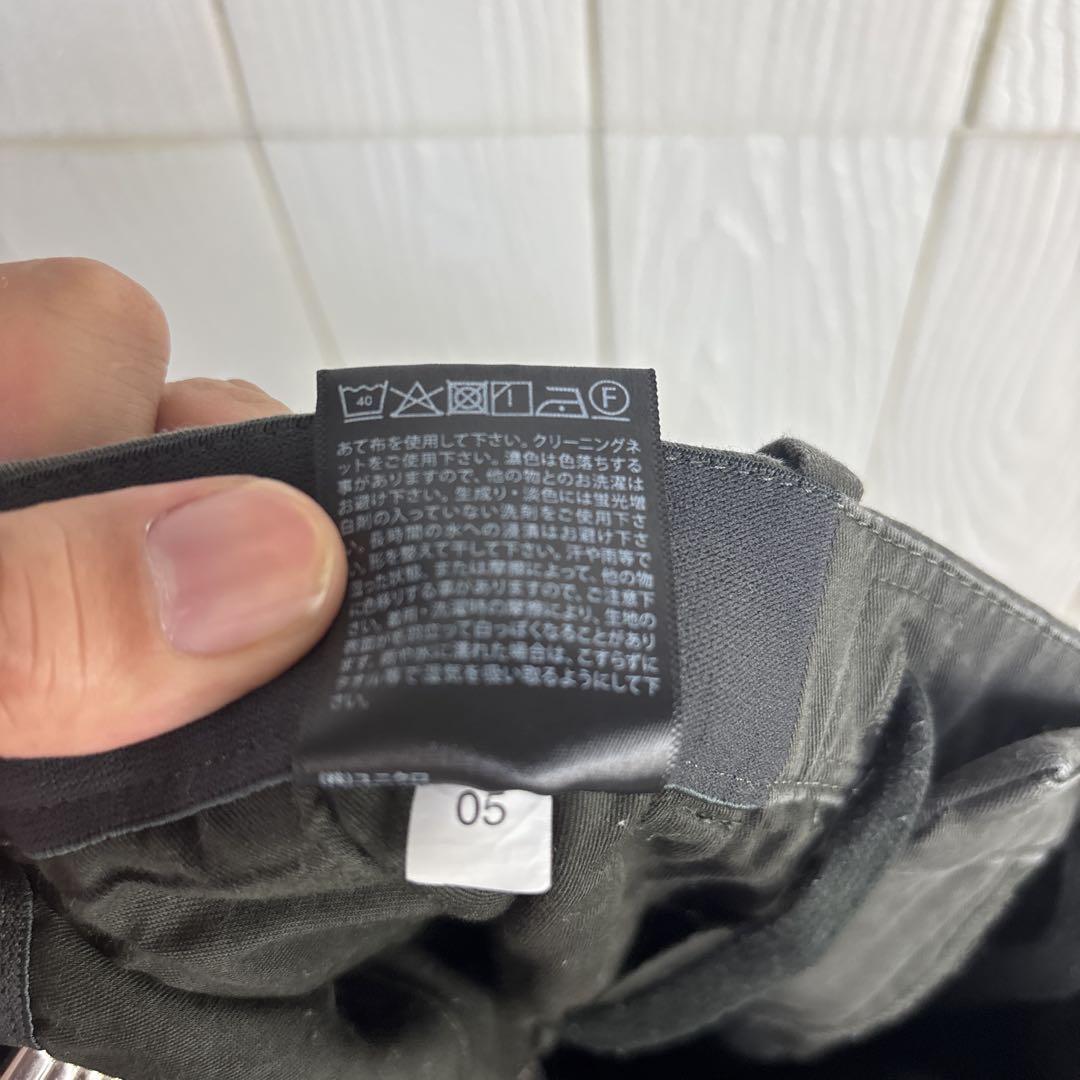 40 F
あて布を使用して下さい。クリーニングネ
ットをご使用下さい。濃色は色落ちする
事がありますので、他の物とのお洗濯は
お避け下さい。生成り・淡色には蛍光増
白剤の入っていない洗剤をご使用下さ
い。長時間の水への浸漬はお避け下さ
い。形を整えて干して下さい。汗や雨等で
湿った状態、または摩擦によって、他の物
に色移りする事がありますので、ご注意下
さい。着用・洗濯時の摩擦により、生地の
表面が毛羽立って白っぽくなることがあり
ます。雨や水に濡れた場合は、こすらずに
タオル等で湿気を吸い取るようにして下
さい。
(株)ユニクロ
05